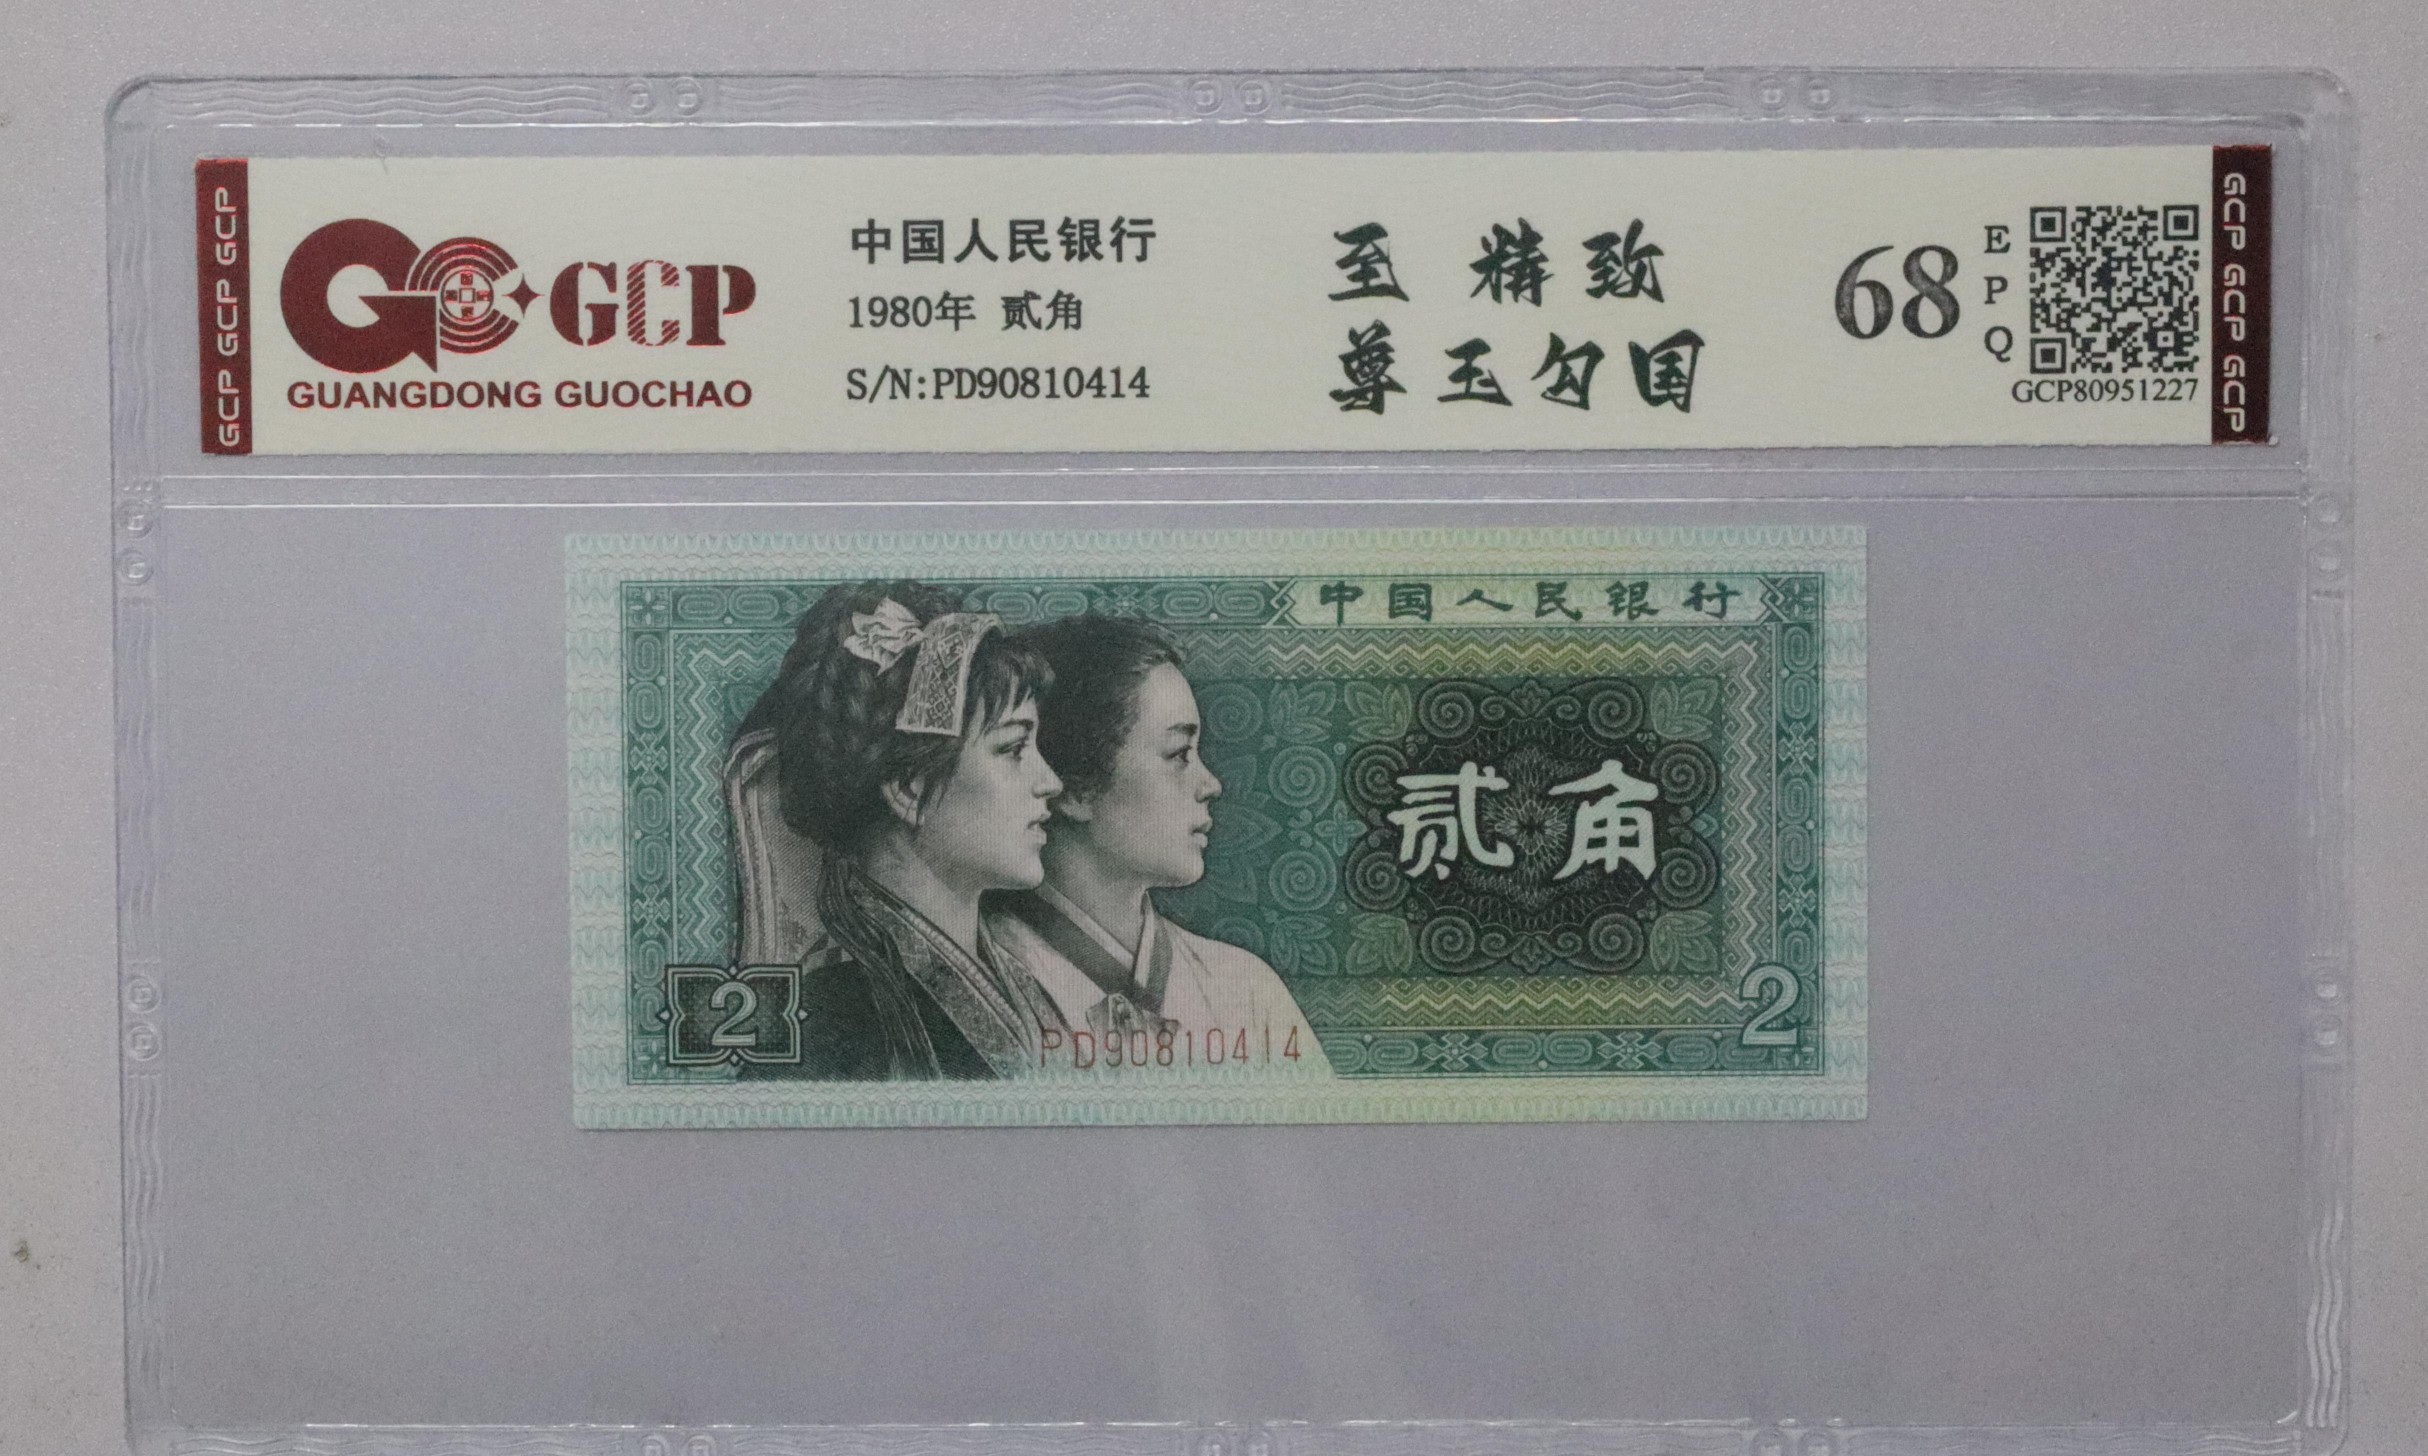 GCP GCP GCP
GCP
GUANGDONG GUOCHAO
中国人民银行
1980年 贰角
S/N:PD90810414
至 精致
尊 玉勾国
68
E
P
Q
GCP80951227
GCP GCP GCP
中国人民银行
贰角
2
PD90810414
2